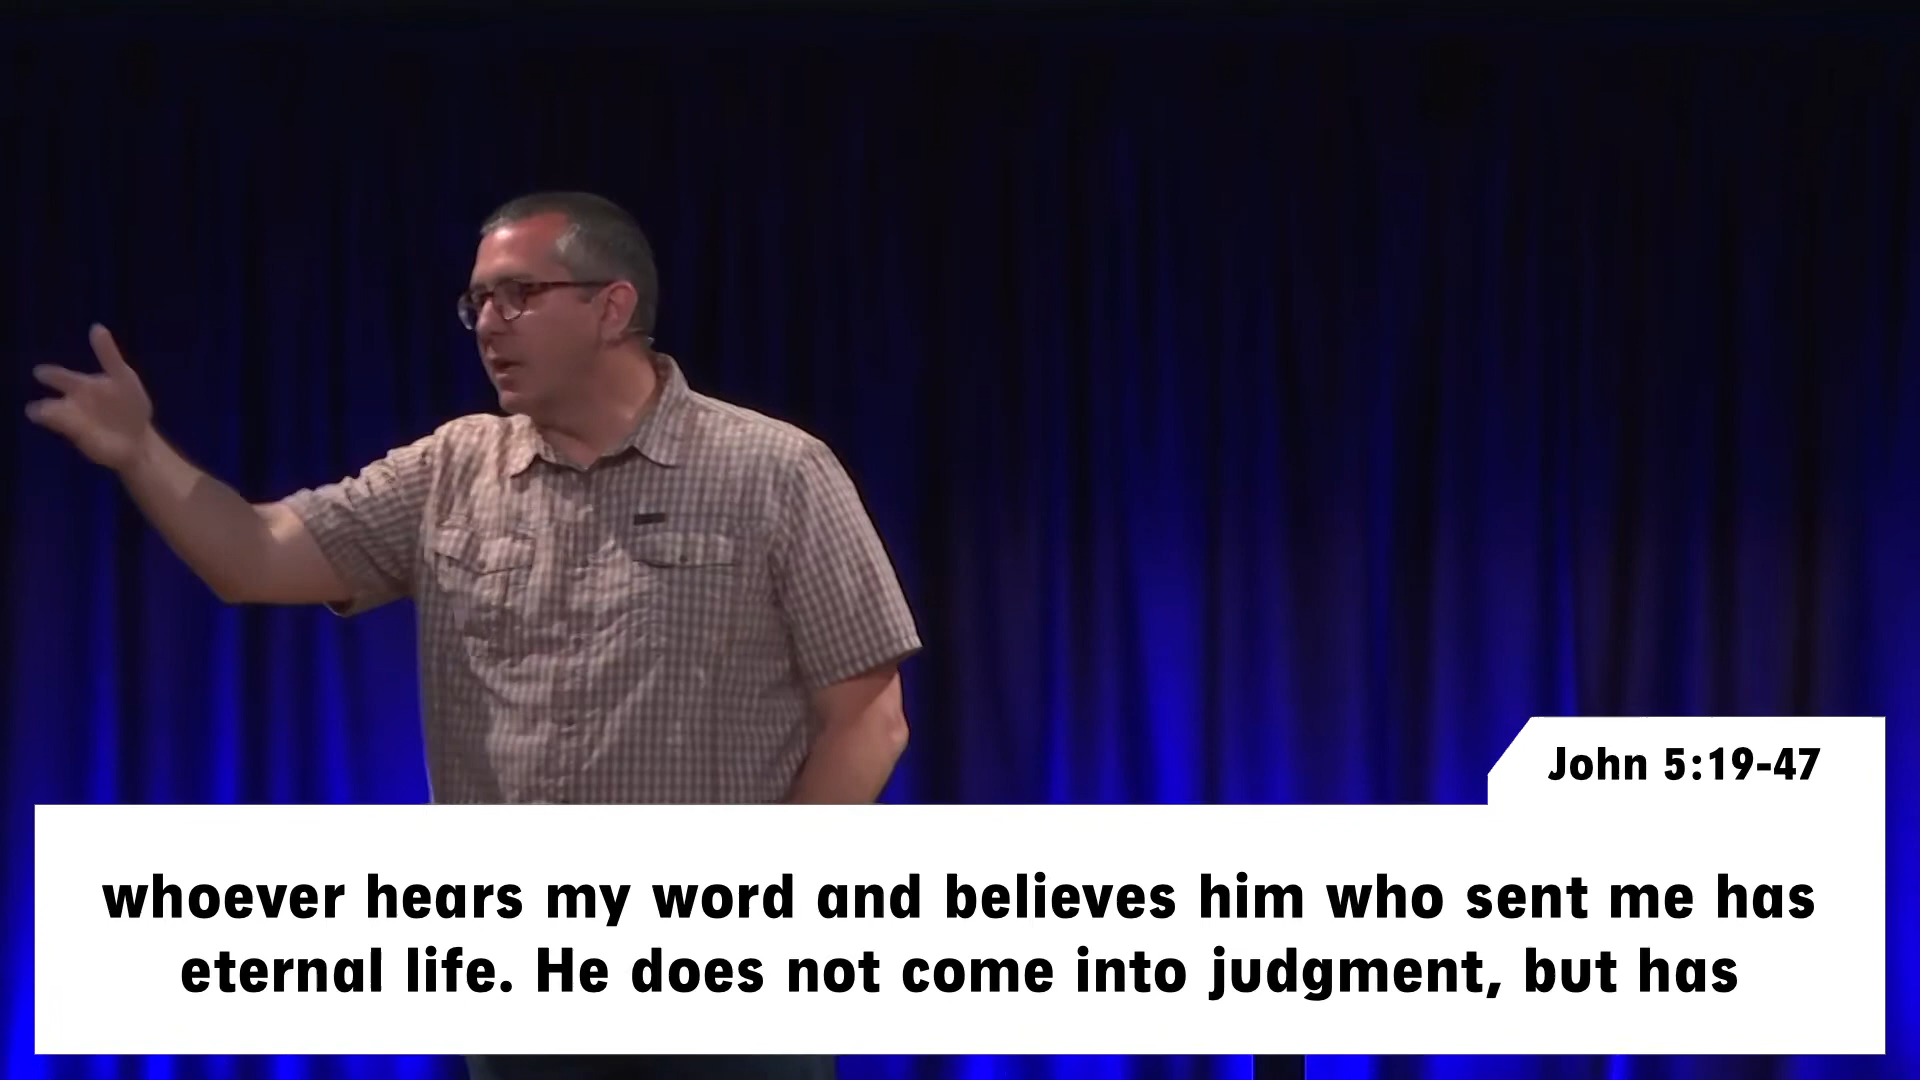 John 5:19-47
whoever hears my word and believes him who sent me has
eternal life. He does not come into judgment, but has